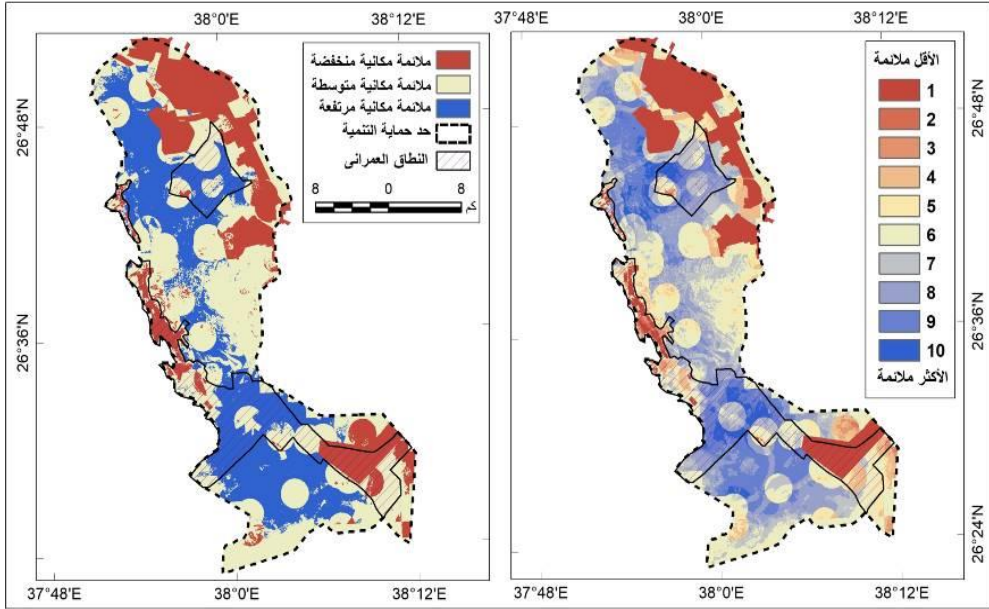 38°0'E
38°12'E
ملائمة مكانية منخفضة
ملائمة مكانية متوسطة
ملائمة مكانية مرتفعة
حد حماية التنمية
النطاق العمرانى
8 0 8 كم
26°48'N
26°36'N
37°48'E
38°0'E
37°48'E
38°0'E
38°12'E
الأقل ملائمة
1
2
3
4
5
6
7
8
9
10
الأكثر ملائمة
26°48'N
26°36'N
26°24'N
37°48'E
38°0'E
38°12'E